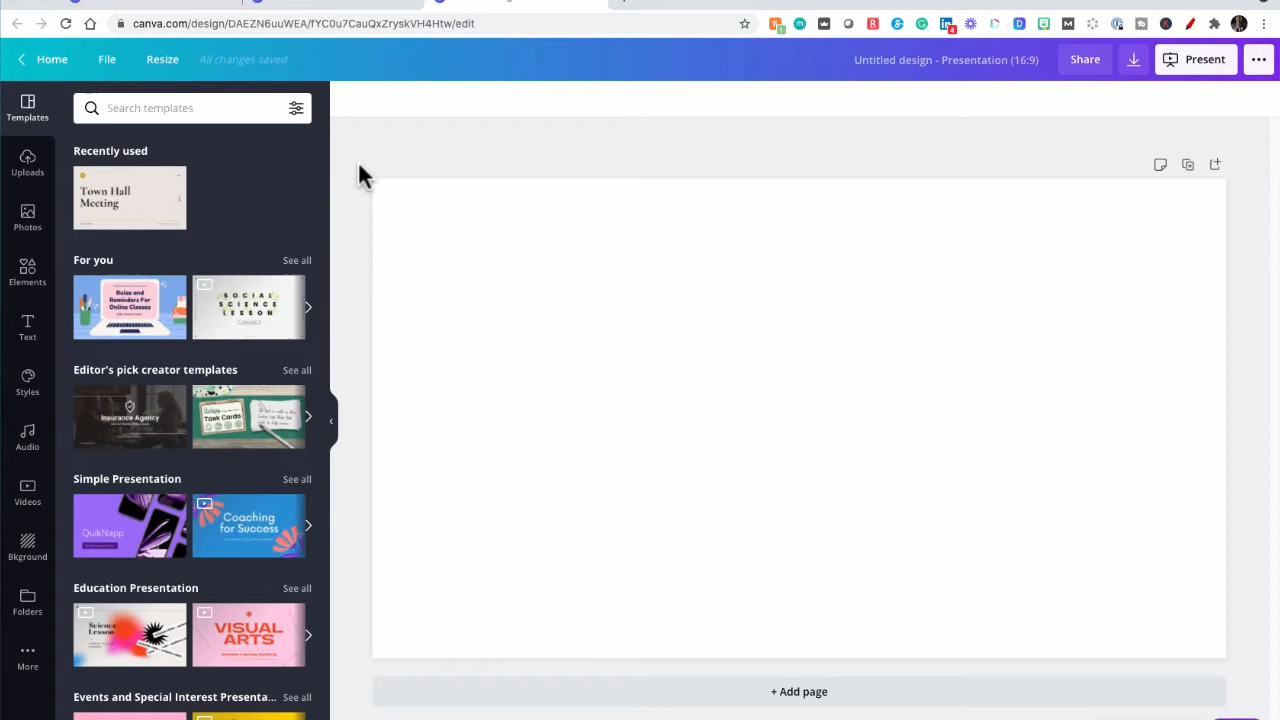 canva.com/design/DAEZN6uuWEA/fYC0u7CauQxZryskVH4Htw/edit
Home
File
Resize
All changes saved
Untitled design - Presentation (16:9)
Share
Present
Templates
Uploads
Photos
Elements
Text
Styles
Audio
Videos
Bkground
Folders
More
Search templates
Recently used
Town Hall
Meeting
For you
See all
Rules and
Reminders For
Online Classes
SOCIAL
SCIENCE
LESSON
Editor's pick creator templates
See all
Insurance Agency
Task Cards
Simple Presentation
See all
QuikNapp
Coaching
for Success
Education Presentation
See all
Science
Lesson
VISUAL
ARTS
Events and Special Interest Presenta...
See all
+ Add page